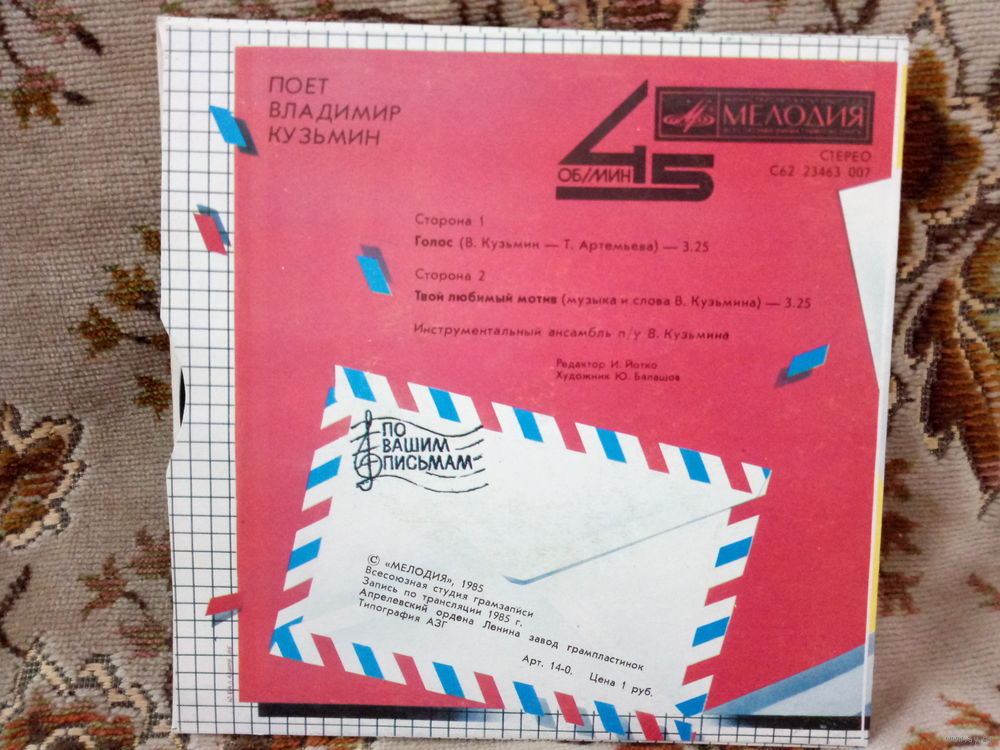 ПОЕТ
ВЛАДИМИР
КУЗЬМИН
45
ОБ/МИН
МЕЛОДИЯ
СТЕРЕО
С62 23463 007
Сторона 1
Голос (В. Кузьмин — Т. Артемьева) — 3.25
Сторона 2
Твой любимый мотив (музыка и слова В. Кузьмина) — 3.25
Инструментальный ансамбль п/у В. Кузьмина
Редактор И. Йотко
Художник Ю. Балашов
ПО
ВАШИМ
ПИСЬМАМ
© «МЕЛОДИЯ», 1985
Всесоюзная студия грамзаписи
Запись по трансляции 1985 г.
Апрелевский ордена Ленина завод грампластинок
Типография АЗГ
Арт. 14-0. Цена 1 руб.